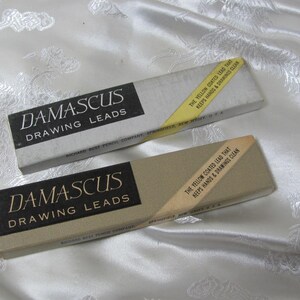 DAMASCUS
DRAWING LEADS
THE YELLOW COATED LEAD THAT
KEEPS HANDS & DRAWINGS CLEAN
DAMASCUS
DRAWING LEADS
THE YELLOW COATED LEAD THAT
KEEPS HANDS & DRAWINGS CLEAN